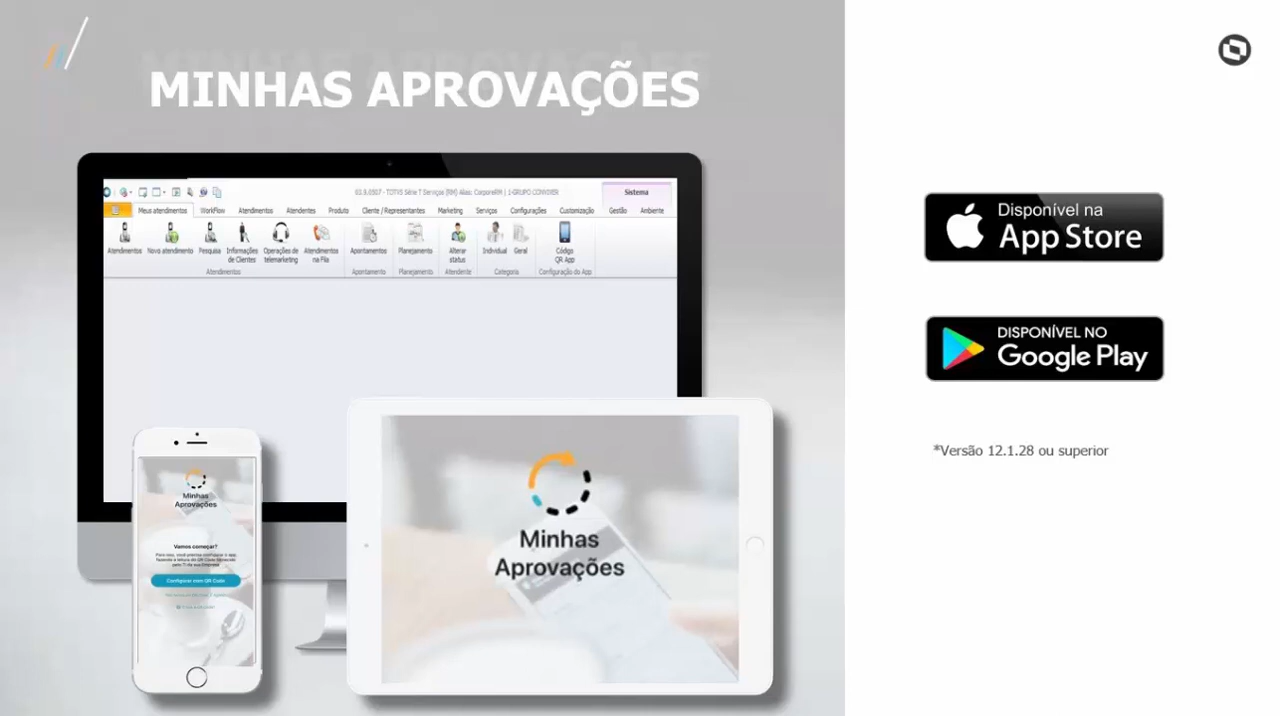 MINHAS APROVAÇÕES
Sistema
Meus atendimentos WorkFlow Atendimentos Atendentes Produto Cliente / Representantes Marketing Serviços Configurações Customização Gestão Ambiente
Atendimentos Novo atendimento Pesquisa Informações de Clientes Operações de telemarketing Atendimentos na Fila Apontamentos Planejamento Alterar status Individual Geral Código QR App
Atendimentos Apontamento Planejamento Atendente Categoria Configuração do App
Minhas
Aprovações
Vamos começar?
Configurar com QR Code
Minhas
Aprovações
Disponível na
App Store
DISPONÍVEL NO
Google Play
*Versão 12.1.28 ou superior